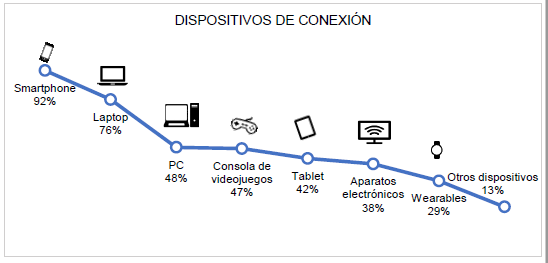 DISPOSITIVOS DE CONEXIÓN
Smartphone
92%
Laptop
76%
PC
48%
Consola de
videojuegos
47%
Tablet
42%
Aparatos
electrónicos
38%
Wearables
29%
Otros dispositivos
13%